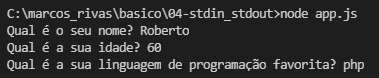 C:\marcos_rivas\basico\04-stdin_stdout>node app.js
Qual é o seu nome? Roberto
Qual é a sua idade? 60
Qual é a sua linguagem de programação favorita? php